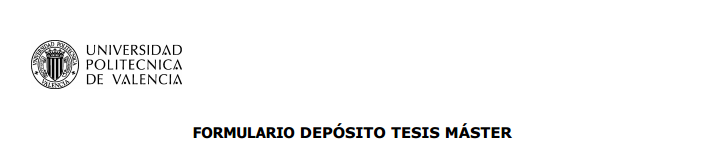 UNIVERSIDAD
POLITECNICA
DE VALENCIA
FORMULARIO DEPÓSITO TESIS MÁSTER